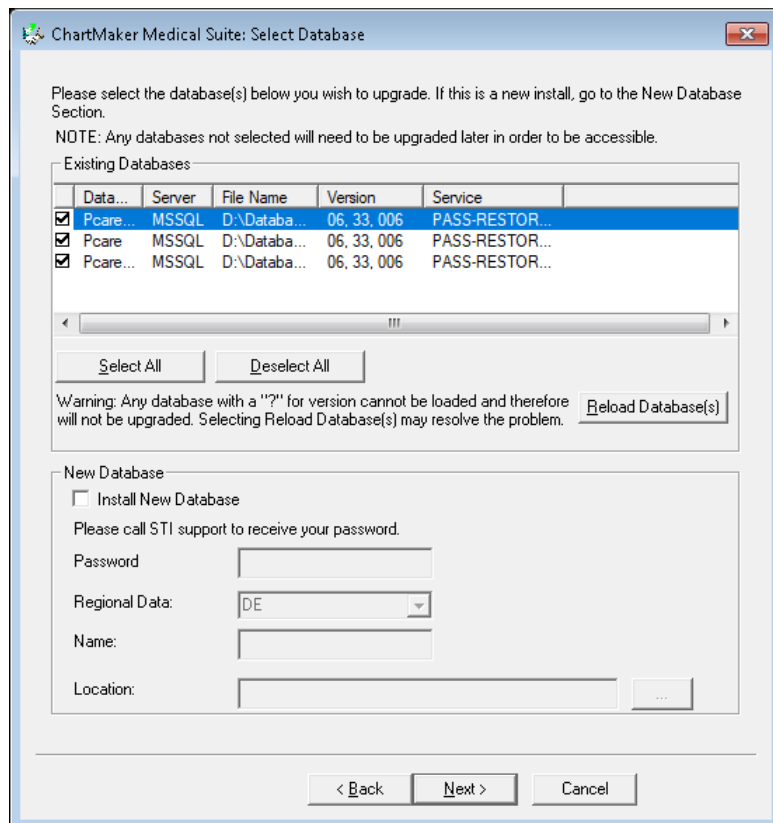 ChartMaker Medical Suite: Select Database
Please select the database(s) below you wish to upgrade. If this is a new install, go to the New Database
Section.
NOTE: Any databases not selected will need to be upgraded later in order to be accessible.
Existing Databases
Data... Server File Name Version Service
Pcare... MSSQL D:\Databa... 06, 33, 006 PASS-RESTOR...
Pcare MSSQL D:\Databa... 06, 33, 006 PASS-RESTOR...
Pcare... MSSQL D:\Databa... 06, 33, 006 PASS-RESTOR...
Select All Deselect All
Warning: Any database with a "?" for version cannot be loaded and therefore
will not be upgraded. Selecting Reload Database(s) may resolve the problem.
Reload Database(s)
New Database
Install New Database
Please call STI support to receive your password.
Password
Regional Data: DE
Name:
Location: ...
< Back Next > Cancel